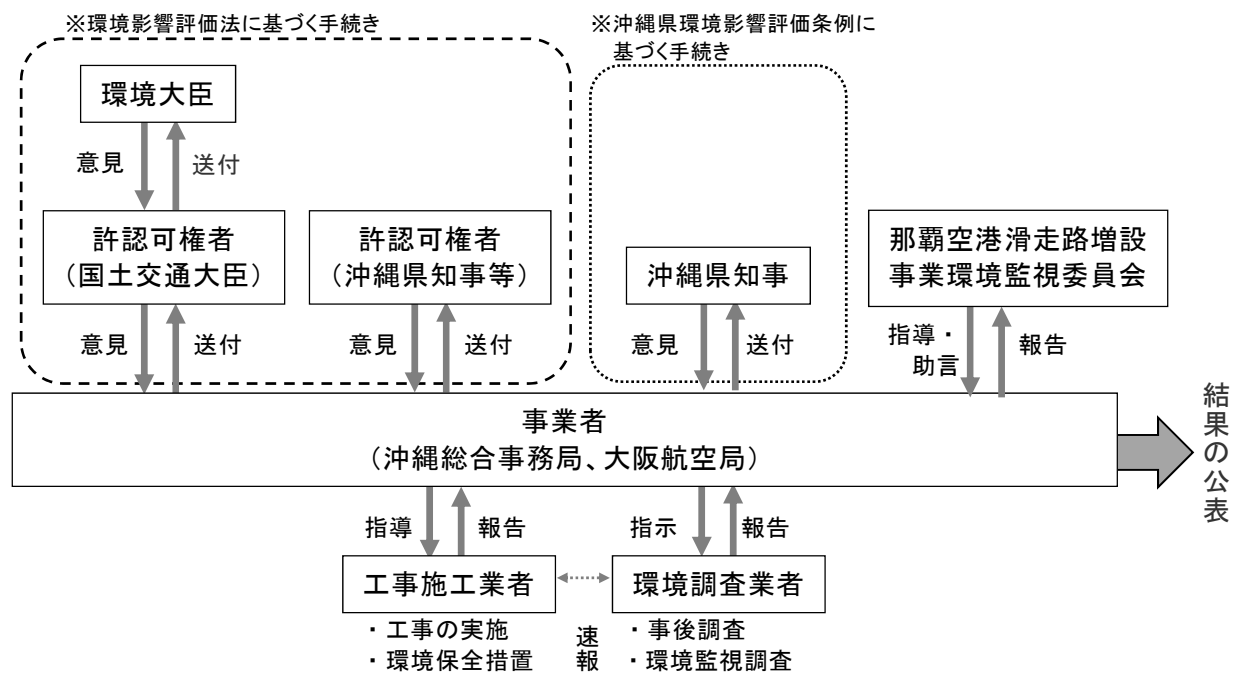 ※環境影響評価法に基づく手続き
※沖縄県環境影響評価条例に
基づく手続き
環境大臣
意見
送付
許認可権者
（国土交通大臣）
許認可権者
（沖縄県知事等）
沖縄県知事
那覇空港滑走路増設
事業環境監視委員会
意見
送付
意見
送付
意見
送付
指導・
助言
報告
事業者
（沖縄総合事務局、大阪航空局）
結果の公表
指導
報告
指示
報告
工事施工業者
環境調査業者
・工事の実施
・環境保全措置
速報
・事後調査
・環境監視調査